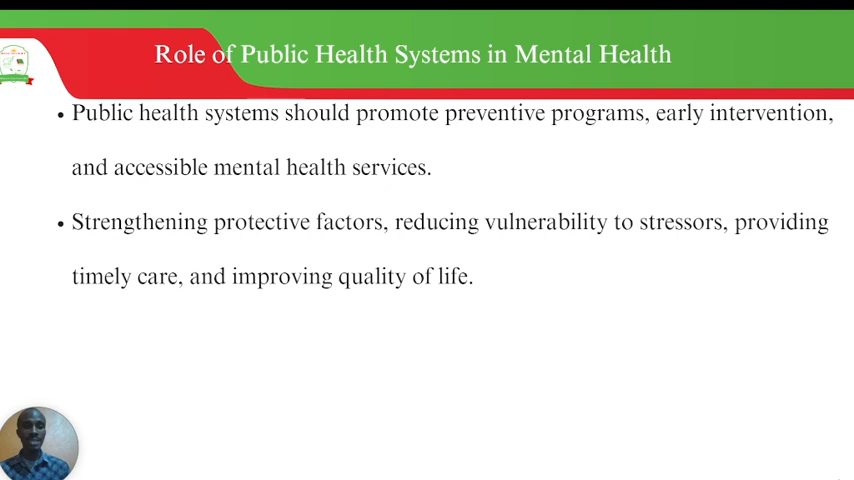 Role of Public Health Systems in Mental Health
• Public health systems should promote preventive programs, early intervention,
and accessible mental health services.
• Strengthening protective factors, reducing vulnerability to stressors, providing
timely care, and improving quality of life.